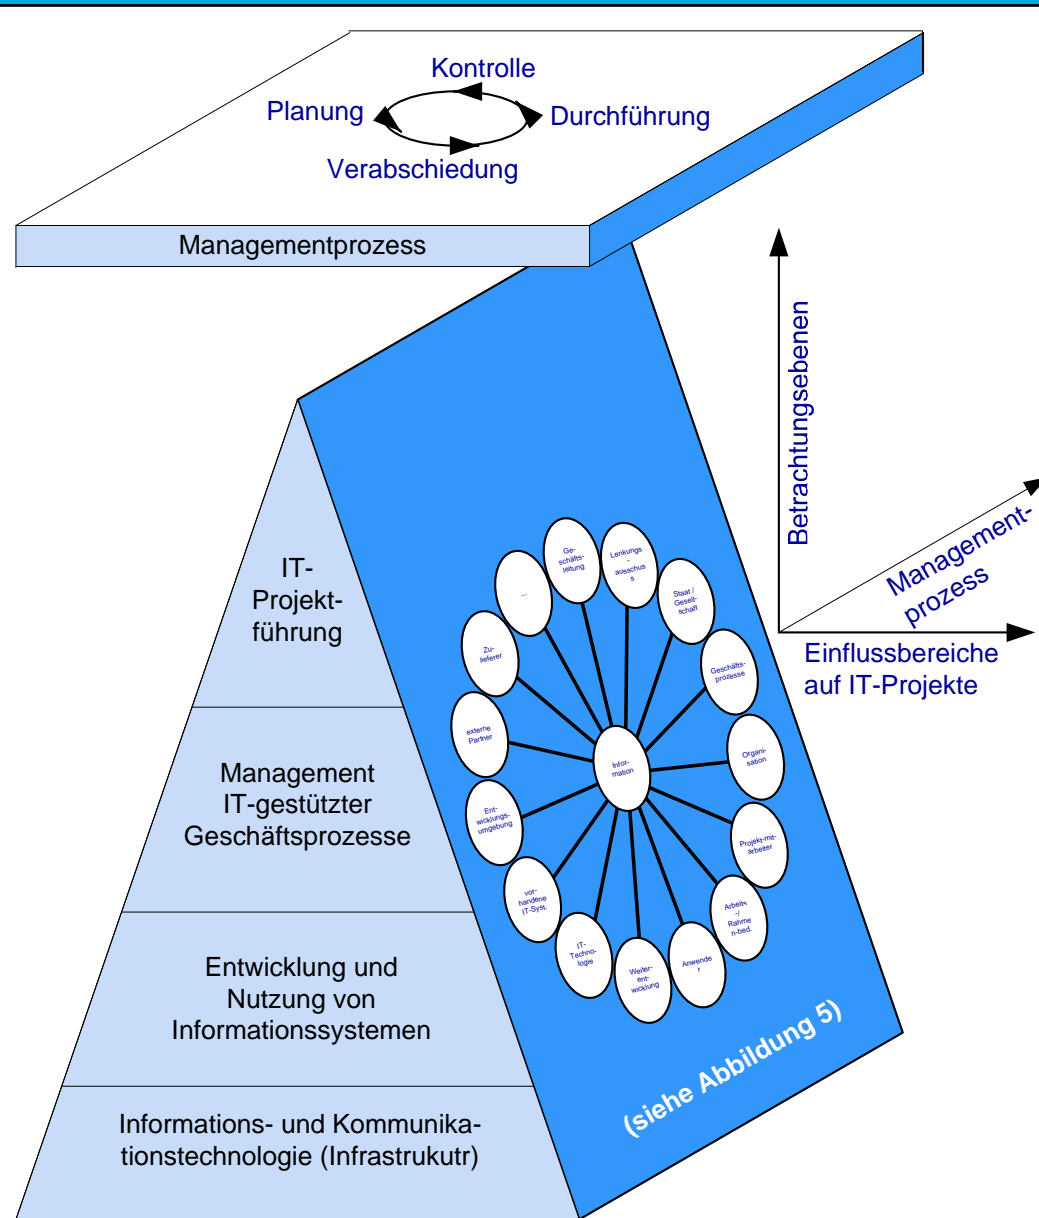 Kontrolle
Planung
Durchführung
Verabschiedung
Managementprozess
Betrachtungsebenen
Management-
prozess
Einflussbereiche
auf IT-Projekte
IT-
Projekt-
führung
Management
IT-gestützter
Geschäftsprozesse
Entwicklung und
Nutzung von
Informationssystemen
Informations- und Kommunika-
tionstechnologie (Infrastrukutr)
Ge-
schäfts-
leitung
Lenkungs
-
ausschus
s
Staat /
Gesell-
schaft
Geschäfts-
prozesse
Organi-
sation
Projekt-mit-
arbeiter
Arbeits
-/
Rahme
n-bed.
Anwende
r
Weiter-
ent-
wicklung
IT-
Techno-
logie
vor-
handene
IT-Syst.
Ent-
wicklungs-
umgebung
externe
Partner
Zu-
lieferer
...
Infor-
mation
(siehe Abbildung 5)